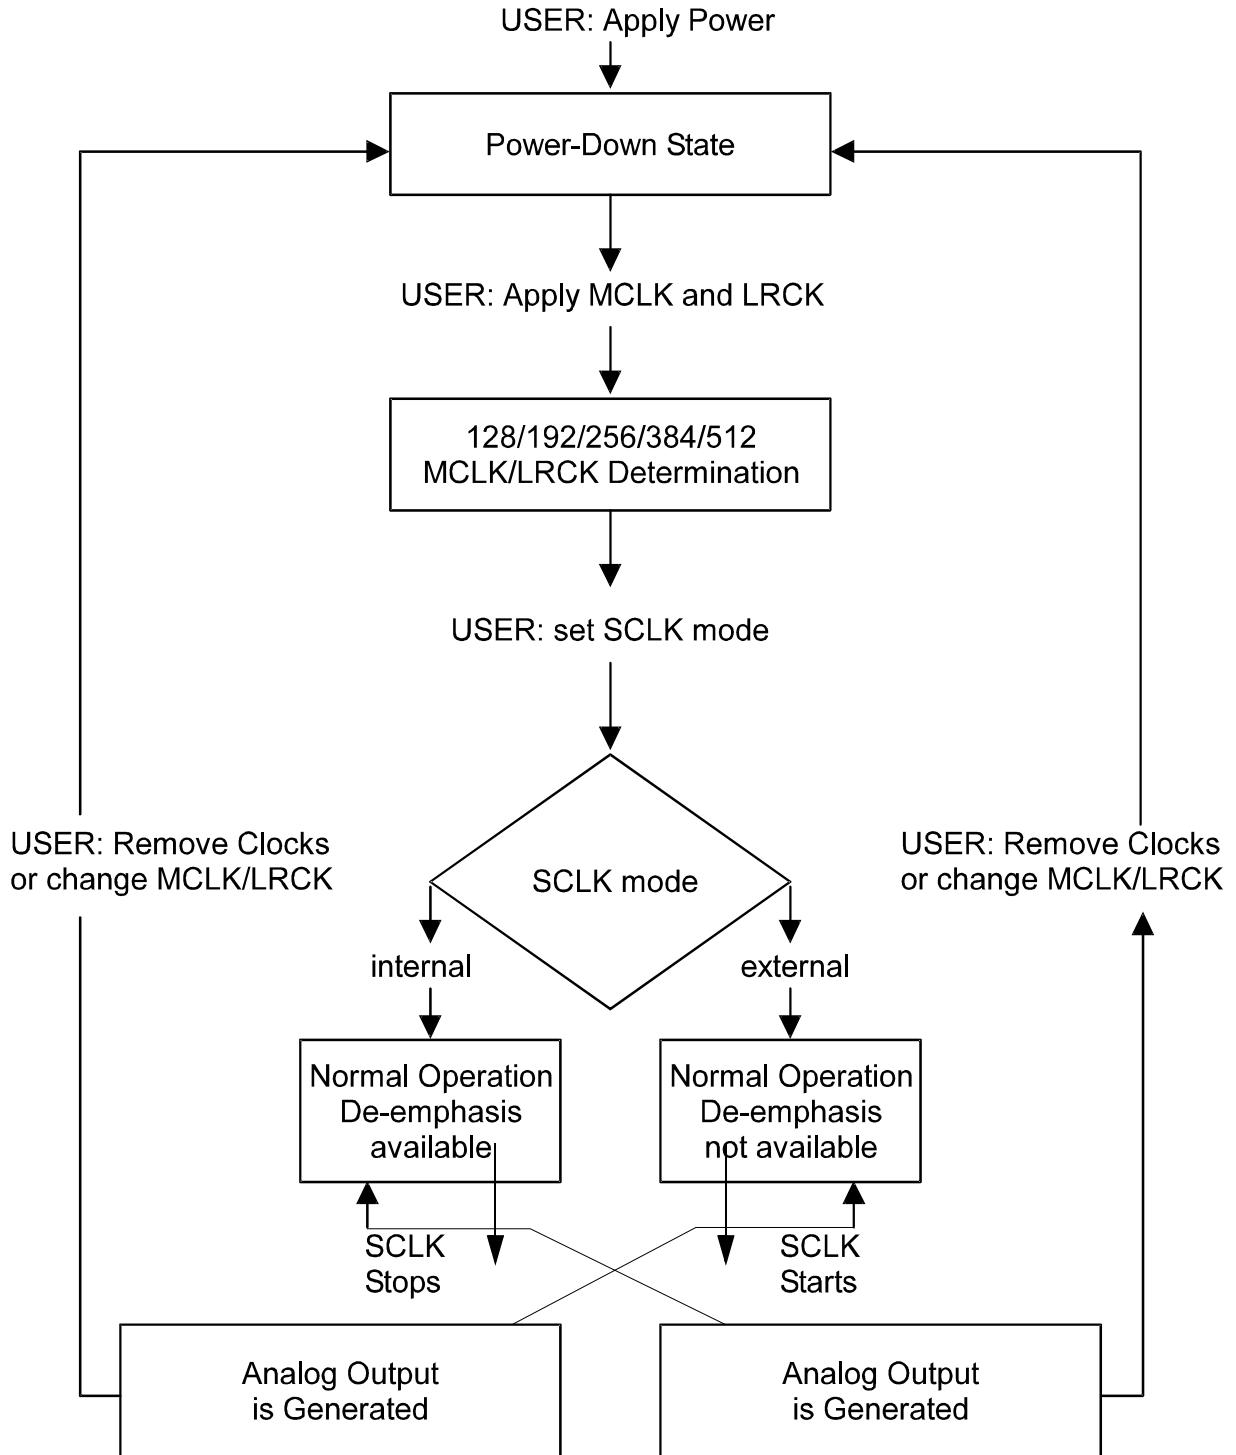 USER: Apply Power
Power-Down State
USER: Apply MCLK and LRCK
128/192/256/384/512
MCLK/LRCK Determination
USER: set SCLK mode
USER: Remove Clocks
or change MCLK/LRCK
SCLK mode
USER: Remove Clocks
or change MCLK/LRCK
internal
external
Normal Operation
De-emphasis
available
Normal Operation
De-emphasis
not available
SCLK
Stops
SCLK
Starts
Analog Output
is Generated
Analog Output
is Generated